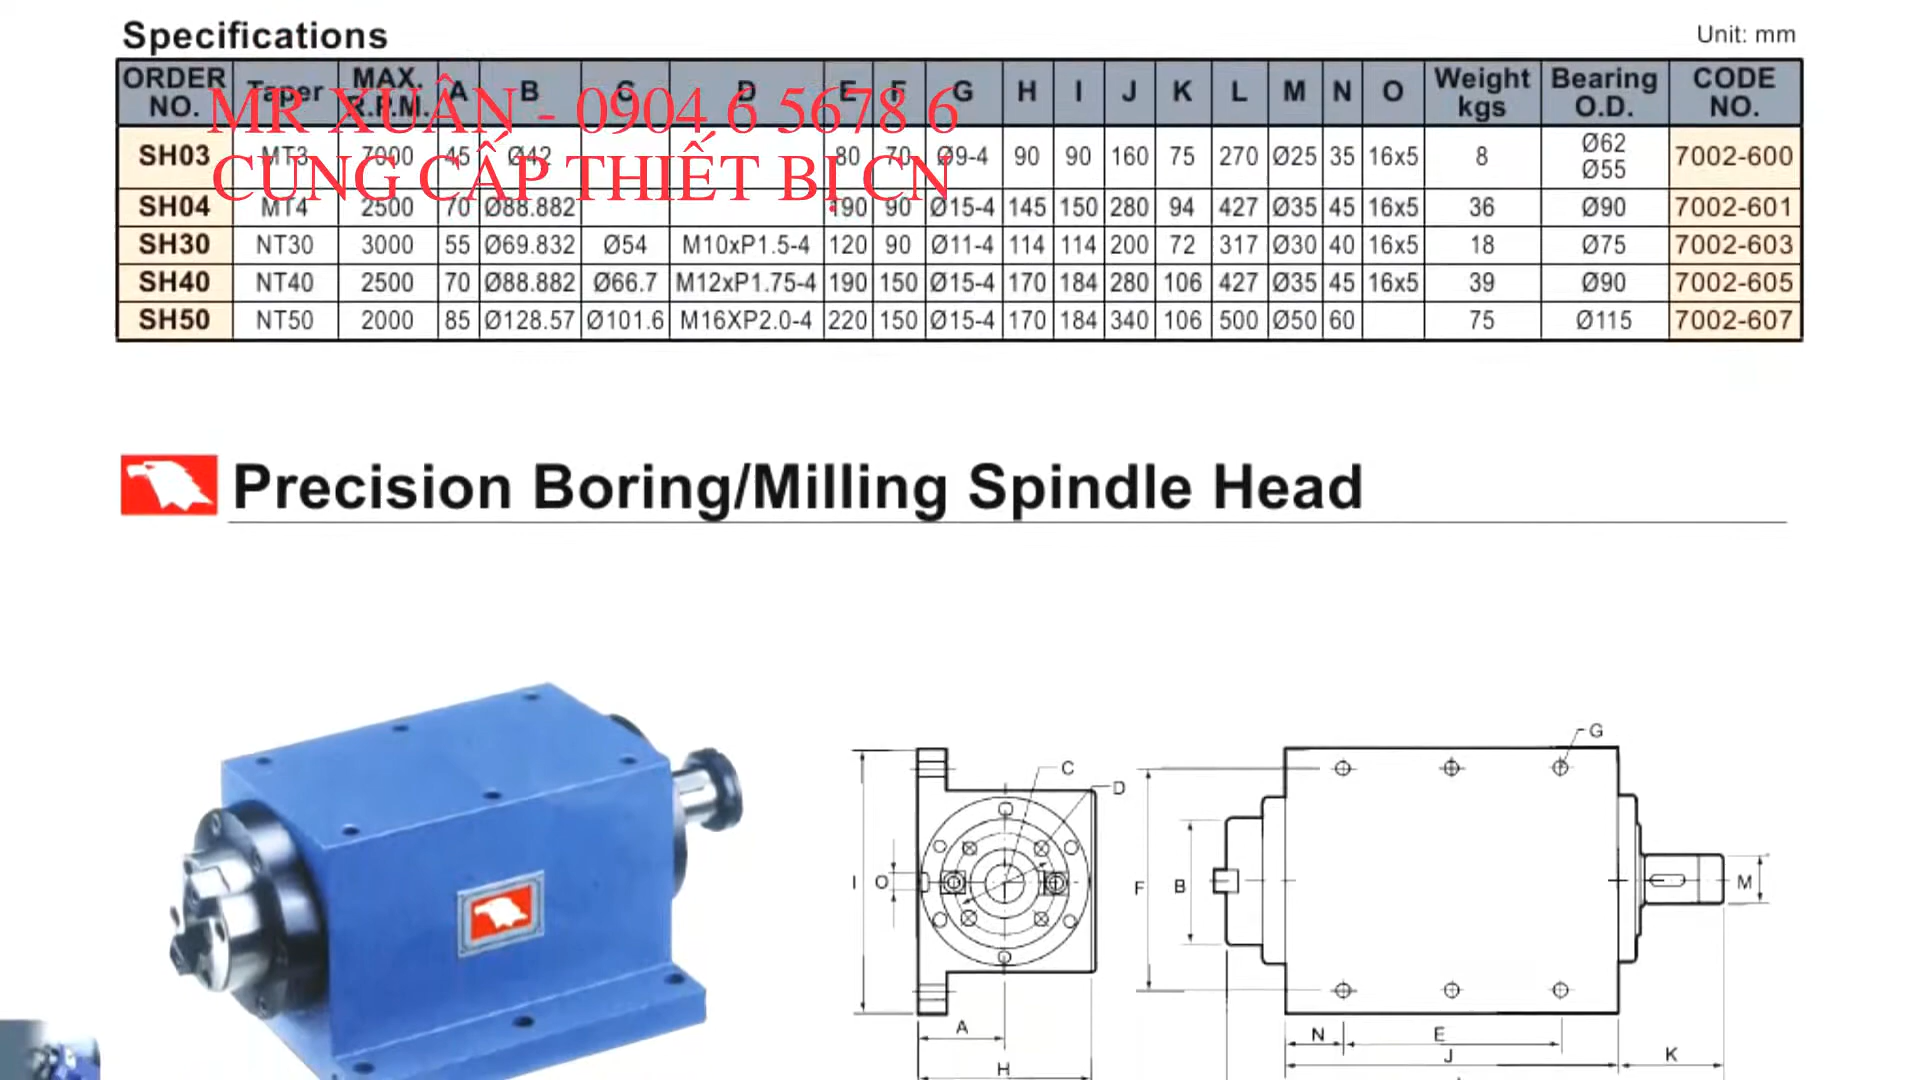 Specifications
Unit: mm
ORDER NO. Taper MAX. R.P.M. A B C D E F G H I J K L M N O Weight kgs Bearing O.D. CODE NO.
MR XUÂN - 0904 6 5678 6
SH03 MT3 7000 45 Ø42 80 70 Ø9-4 90 90 160 75 270 Ø25 35 16x5 8 Ø62 Ø55 7002-600
CUNG CẤP THIẾT BỊ CN
SH04 MT4 2500 70 Ø88.882 190 90 Ø15-4 145 150 280 94 427 Ø35 45 16x5 36 Ø90 7002-601
SH30 NT30 3000 55 Ø69.832 Ø54 M10xP1.5-4 120 90 Ø11-4 114 114 200 72 317 Ø30 40 16x5 18 Ø75 7002-603
SH40 NT40 2500 70 Ø88.882 Ø66.7 M12xP1.75-4 190 150 Ø15-4 170 184 280 106 427 Ø35 45 16x5 39 Ø90 7002-605
SH50 NT50 2000 85 Ø128.57 Ø101.6 M16XP2.0-4 220 150 Ø15-4 170 184 340 106 500 Ø50 60 75 Ø115 7002-607
Precision Boring/Milling Spindle Head
G
C
D
I O F B M
A N E
H J K